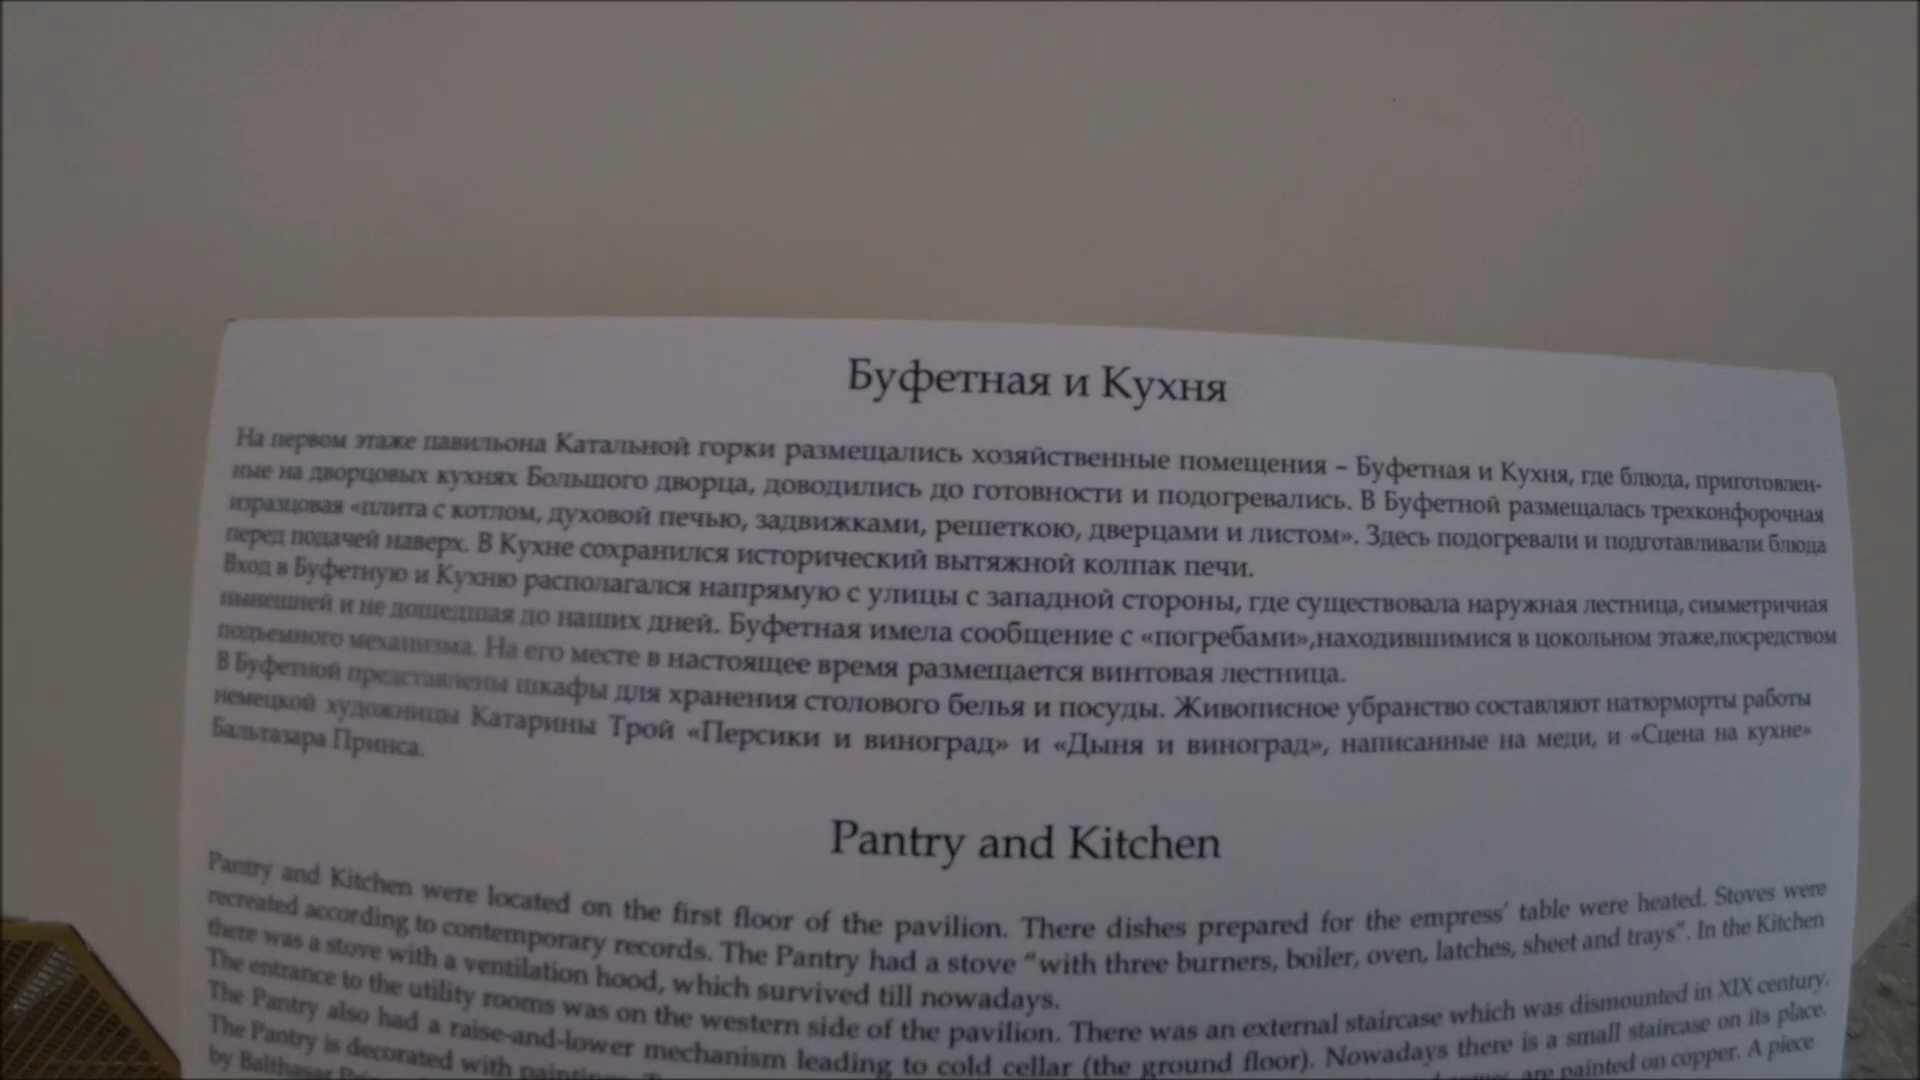 Буфетная и Кухня
На первом этаже павильона Катальной горки размещались хозяйственные помещения – Буфетная и Кухня, где блюда, приготовлен-
ные на дворцовых кухнях Большого дворца, доводились до готовности и подогревались. В Буфетной размещалась трехконфорочная
изразцовая «плита с котлом, духовой печью, задвижками, решеткою, дверцами и листом». Здесь подогревали и подготавливали блюда
перед подачей наверх. В Кухне сохранился исторический вытяжной колпак печи.
Вход в Буфетную и Кухню располагался напрямую с улицы с западной стороны, где существовала наружная лестница, симметричная
нынешней и не дошедшая до наших дней. Буфетная имела сообщение с «погребами»,находившимися в цокольном этаже,посредством
подъемного механизма. На его месте в настоящее время размещается винтовая лестница.
В Буфетной представлены шкафы для хранения столового белья и посуды. Живописное убранство составляют натюрморты работы
немецкой художницы Катарины Трой «Персики и виноград» и «Дыня и виноград», написанные на меди, и «Сцена на кухне»
Бальтазара Принса.
Pantry and Kitchen
Pantry and Kitchen were located on the first floor of the pavilion. There dishes prepared for the empress' table were heated. Stoves were
recreated according to contemporary records. The Pantry had a stove "with three burners, boiler, oven, latches, sheet and trays". In the Kitchen
there was a stove with a ventilation hood, which survived till nowadays.
The entrance to the utility rooms was on the western side of the pavilion. There was an external staircase which was dismounted in XIX century.
The Pantry also had a raise-and-lower mechanism leading to cold cellar (the ground floor). Nowadays there is a small staircase on its place.
The Pantry is decorated with are painted on copper. A piece
by Balthasar